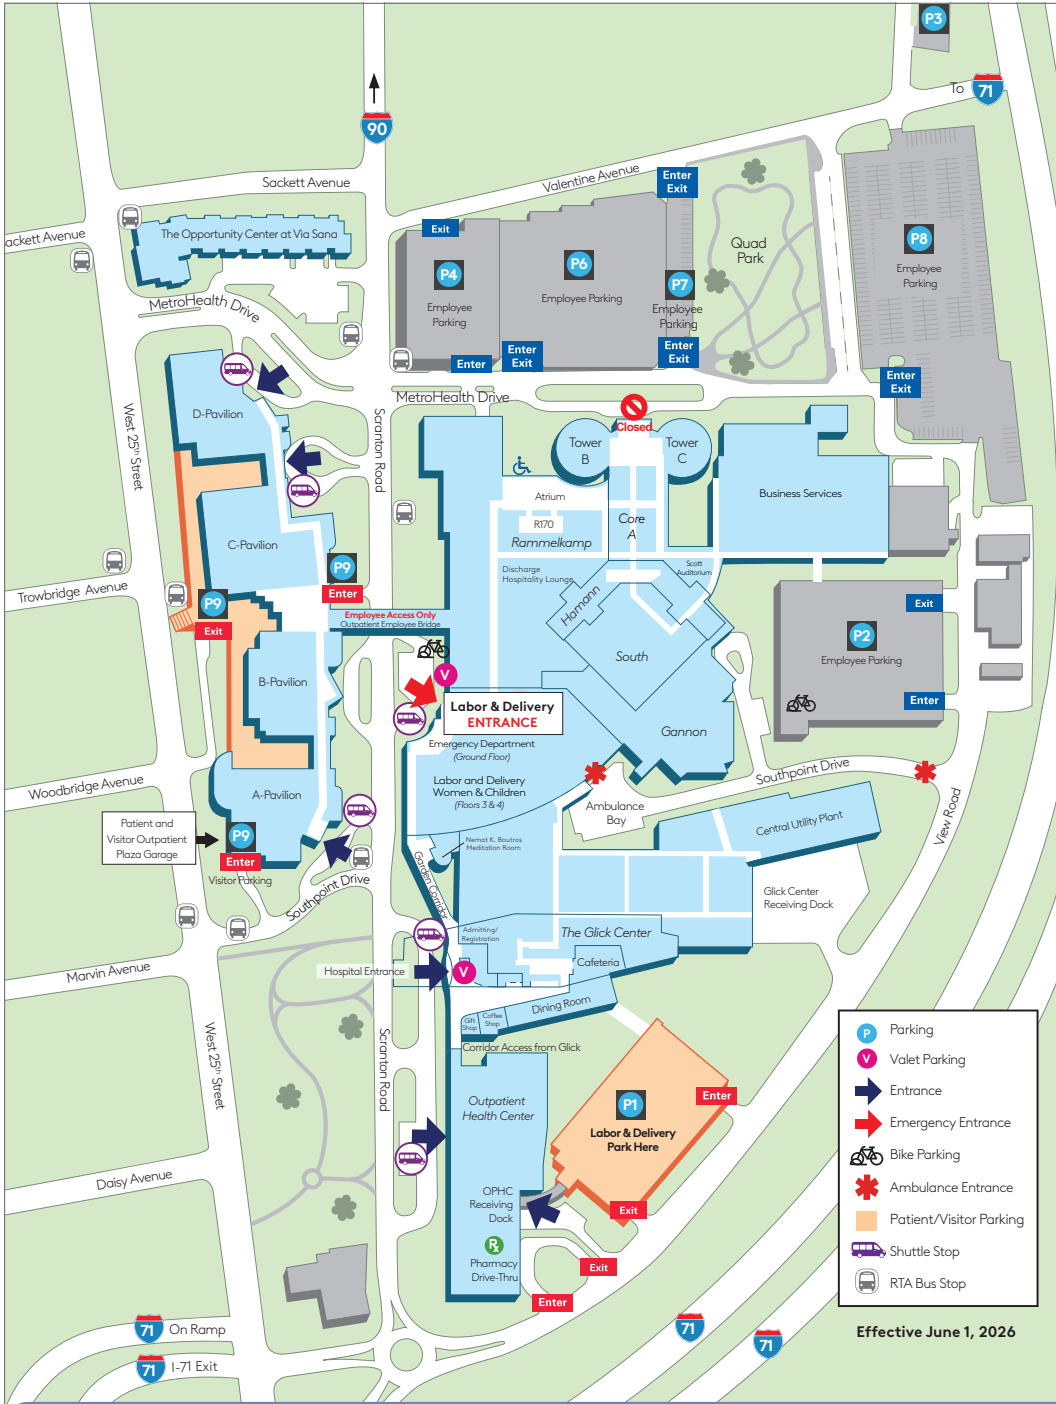 P3
To
71
90
Sackett Avenue
Valentine Avenue
Enter
Exit
The Opportunity Center at Via Sana
ackett Avenue
Exit
P4
Employee
Parking
P6
Employee Parking
P7
Employee
Parking
Quad
Park
P8
Employee
Parking
MetroHealth Drive
Enter
Enter
Exit
Enter
Exit
Enter
Exit
MetroHealth Drive
D-Pavilion
West 25th Street
Scranton Road
Closed
Tower
B
Tower
C
Atrium
R170
Rammelkamp
Core
A
Business Services
C-Pavilion
Discharge
Hospitality Lounge
Scott
Auditorium
Hamann
South
P9
Enter
Trowbridge Avenue
P9
Exit
Employee Access Only
Outpatient Employee Bridge
Exit
P2
Employee Parking
Enter
B-Pavilion
V
Labor & Delivery
ENTRANCE
Emergency Department
(Ground Floor)
Labor and Delivery
Women & Children
(Floors 3 & 4)
Gannon
Southpoint Drive
Ambulance
Bay
Central Utility Plant
View Road
Woodbridge Avenue
A-Pavilion
Patient and
Visitor Outpatient
Plaza Garage
P9
Enter
Visitor Parking
Southpoint Drive
Nemat K. Boutros
Meditation Room
Garden Corridor
Glick Center
Receiving Dock
Admitting/
Registration
The Glick Center
Cafeteria
Marvin Avenue
Hospital Entrance
V
Dining Room
Gift
Shop
Coffee
Shop
Corridor Access from Glick
West 25th Street
Scranton Road
Outpatient
Health Center
P1
Labor & Delivery
Park Here
Enter
Exit
Daisy Avenue
OPHC
Receiving
Dock
Rx
Pharmacy
Drive-Thru
Exit
Enter
P
Parking
V
Valet Parking
Entrance
Emergency Entrance
Bike Parking
Ambulance Entrance
Patient/Visitor Parking
Shuttle Stop
RTA Bus Stop
Effective June 1, 2026
71
On Ramp
71
I-71 Exit
71
71